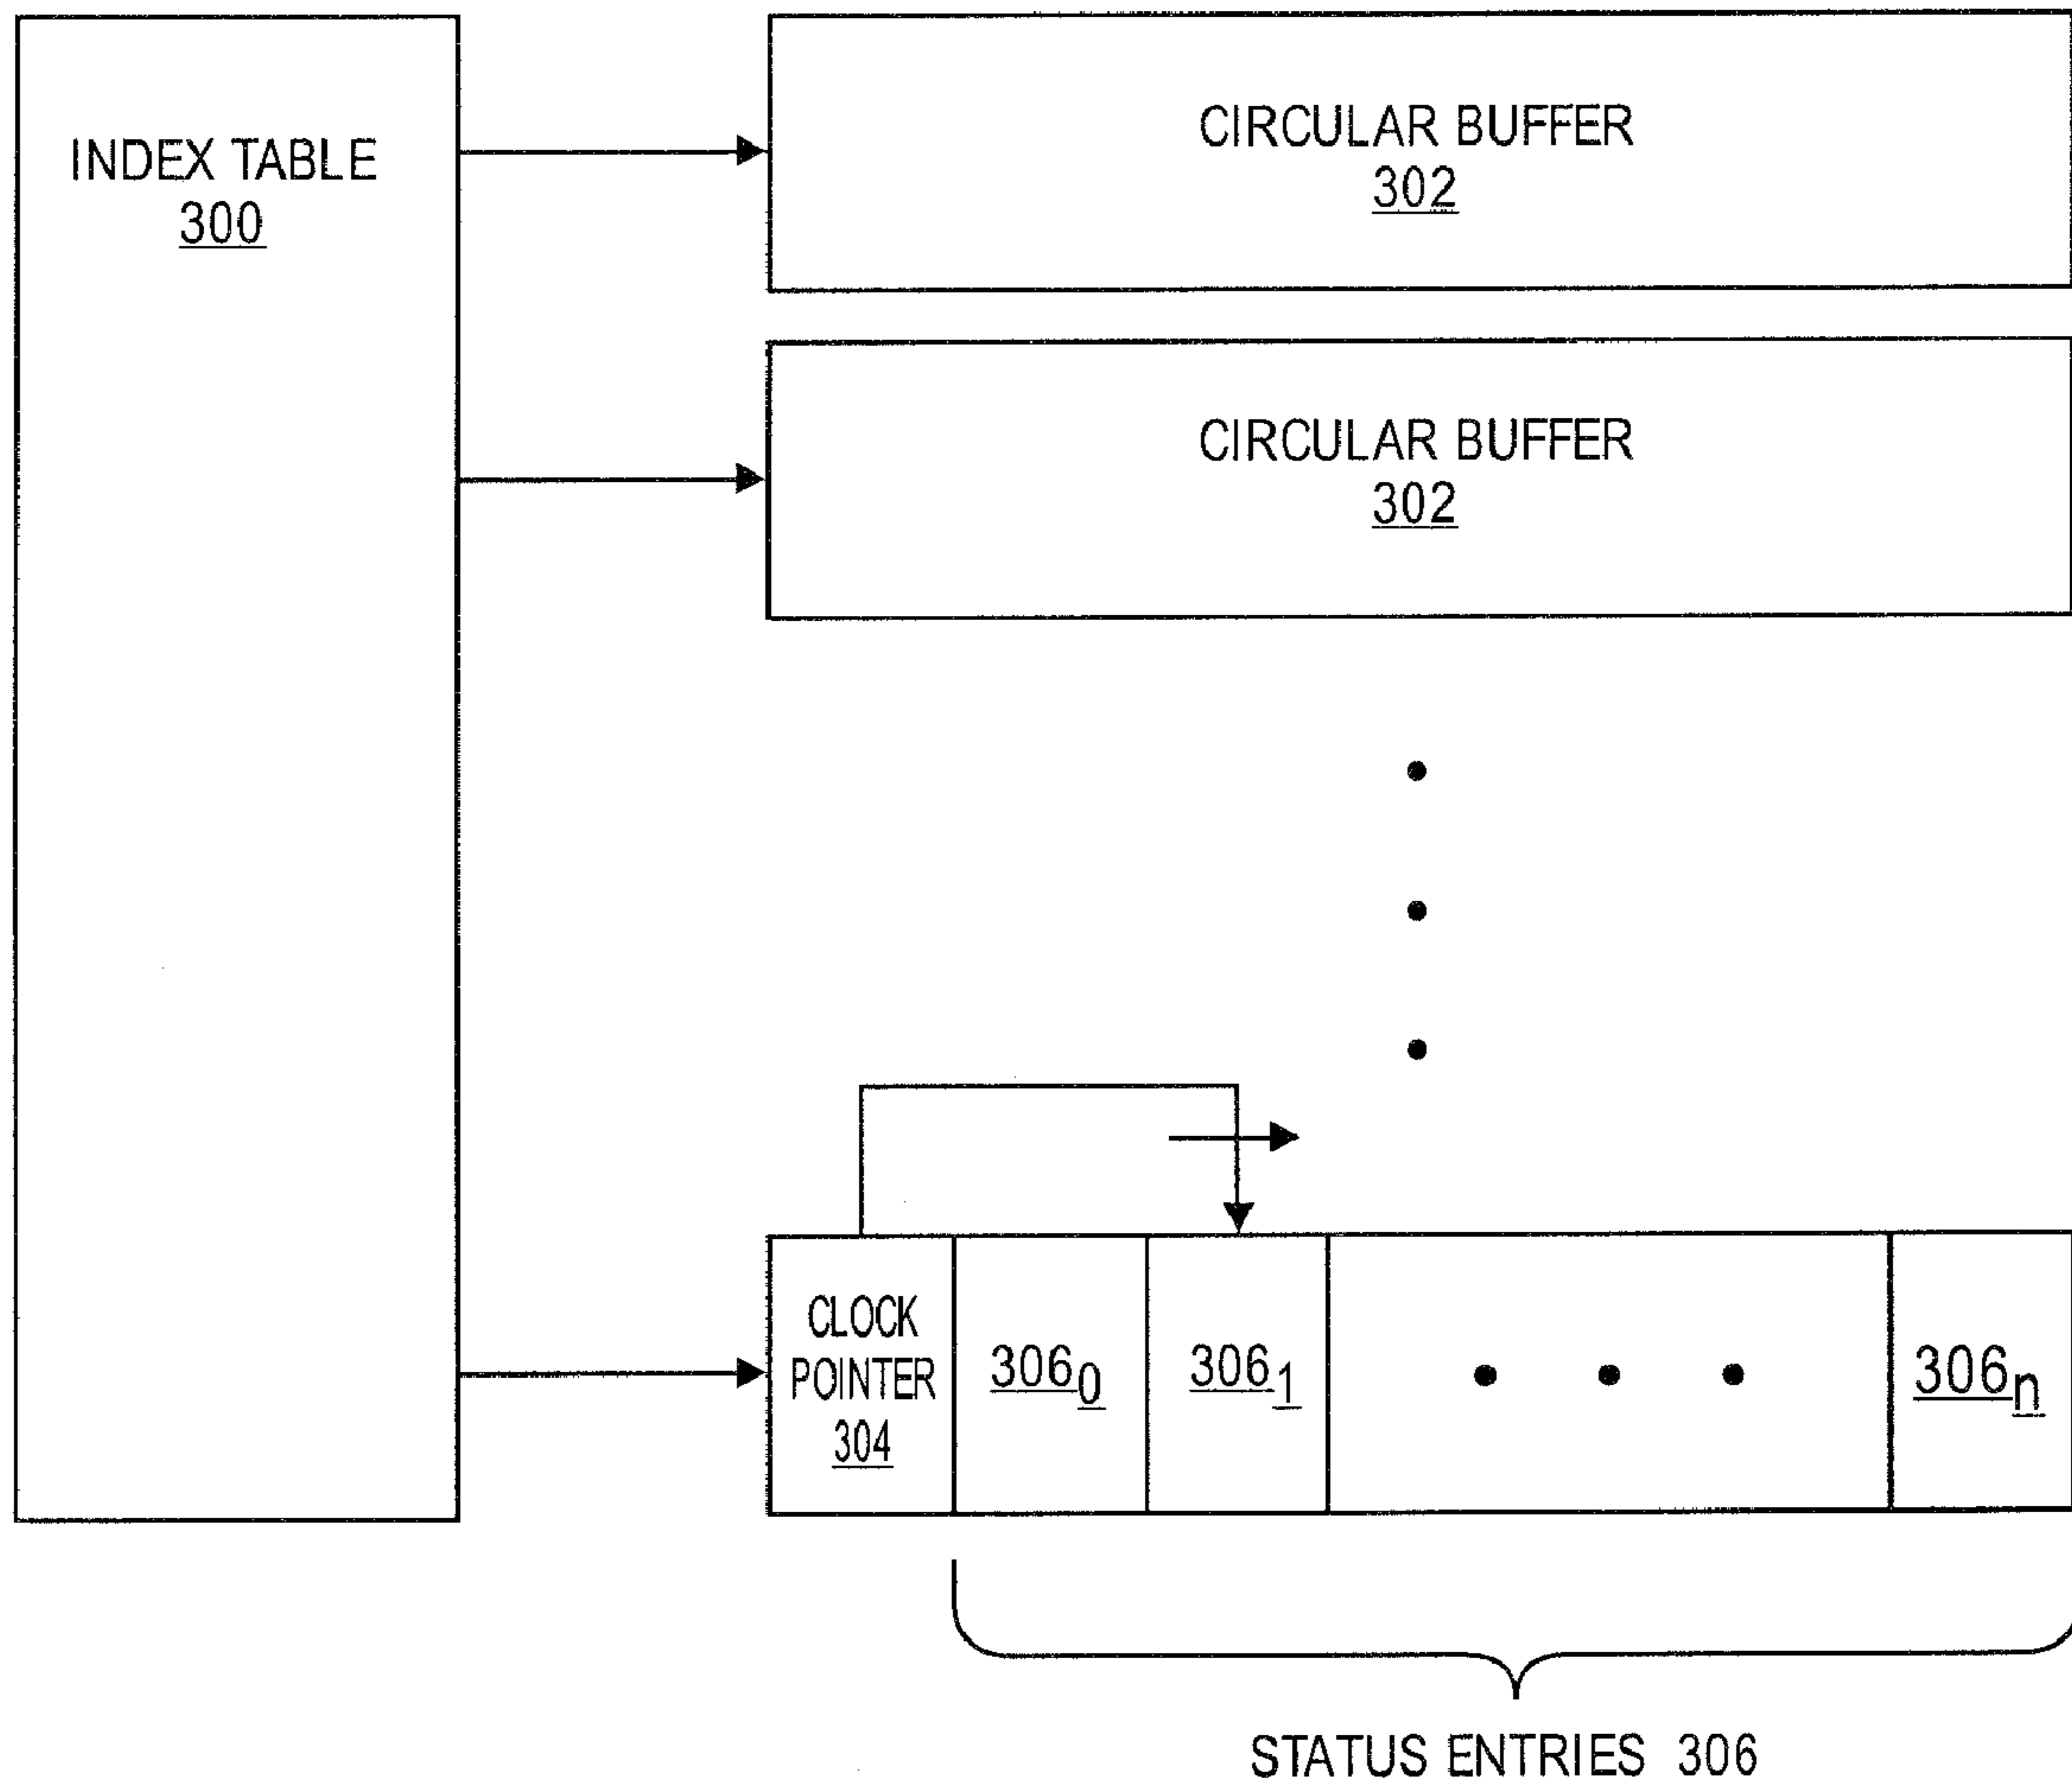 INDEX TABLE
300
CIRCULAR BUFFER
302
CIRCULAR BUFFER
302
CLOCK
POINTER
304
306₀
306₁
306ₙ
STATUS ENTRIES 306